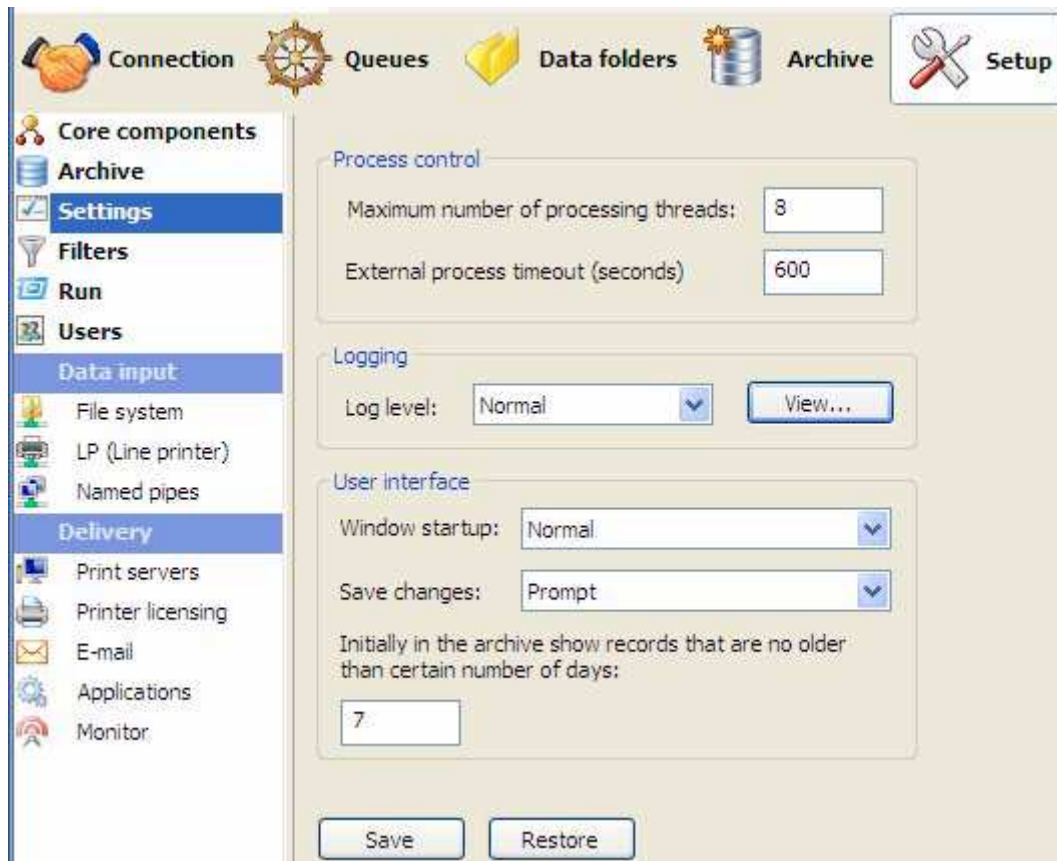 Connection Queues Data folders Archive Setup
Core components
Archive
Settings
Filters
Run
Users
Data input
File system
LP (Line printer)
Named pipes
Delivery
Print servers
Printer licensing
E-mail
Applications
Monitor
Process control
Maximum number of processing threads: 8
External process timeout (seconds) 600
Logging
Log level: Normal View...
User interface
Window startup: Normal
Save changes: Prompt
Initially in the archive show records that are no older
than certain number of days:
7
Save Restore